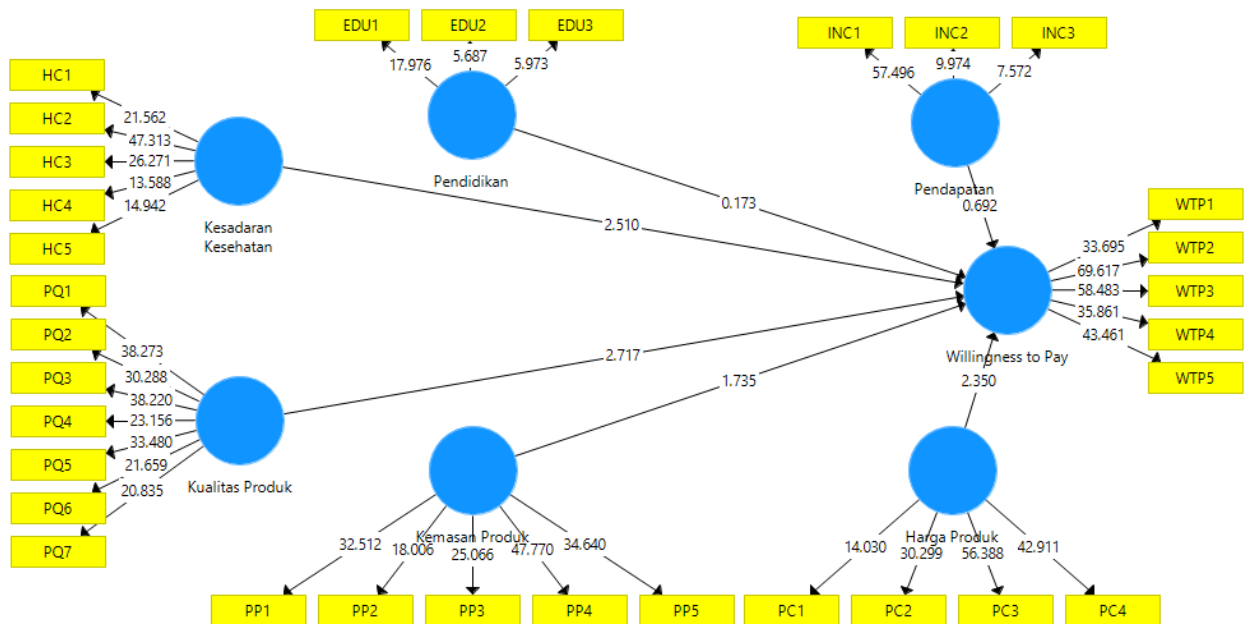 EDU1
EDU2
EDU3
INC1
INC2
INC3
17.976
5.687
5.973
57.496
9.974
7.572
HC1
HC2
HC3
HC4
HC5
21.562
47.313
26.271
13.588
14.942
Kesadaran
Kesehatan
Pendidikan
Pendapatan
2.510
0.173
0.692
WTP1
WTP2
WTP3
WTP4
WTP5
33.695
69.617
58.483
35.861
43.461
Willingness to Pay
PQ1
PQ2
PQ3
PQ4
PQ5
PQ6
PQ7
38.273
30.288
38.220
23.156
33.480
21.659
20.835
Kualitas Produk
2.717
1.735
2.350
Kemasan Produk
32.512
18.006
25.066
47.770
34.640
Harga Produk
14.030
30.299
56.388
42.911
PP1
PP2
PP3
PP4
PP5
PC1
PC2
PC3
PC4